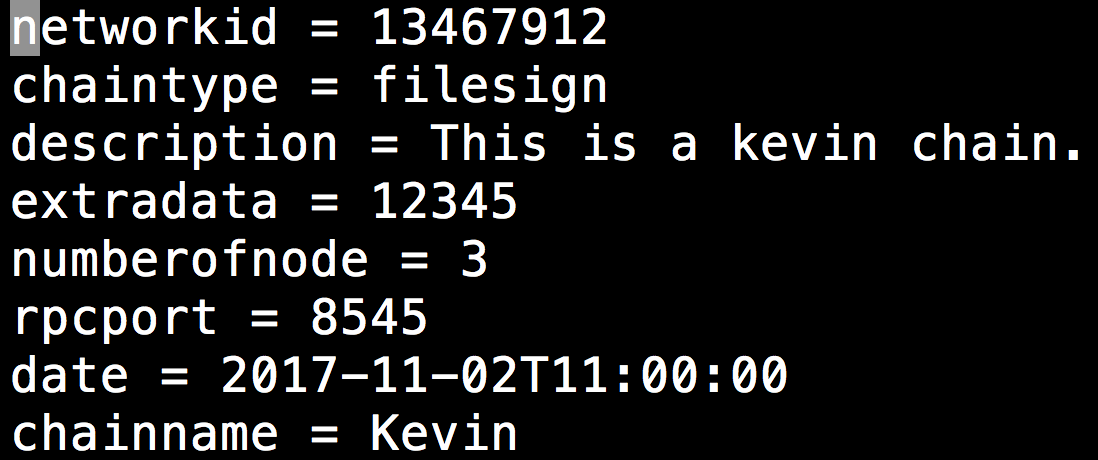 networkid = 13467912
chaintype = filesign
description = This is a kevin chain.
extradata = 12345
numberofnode = 3
rpcport = 8545
date = 2017-11-02T11:00:00
chainname = Kevin